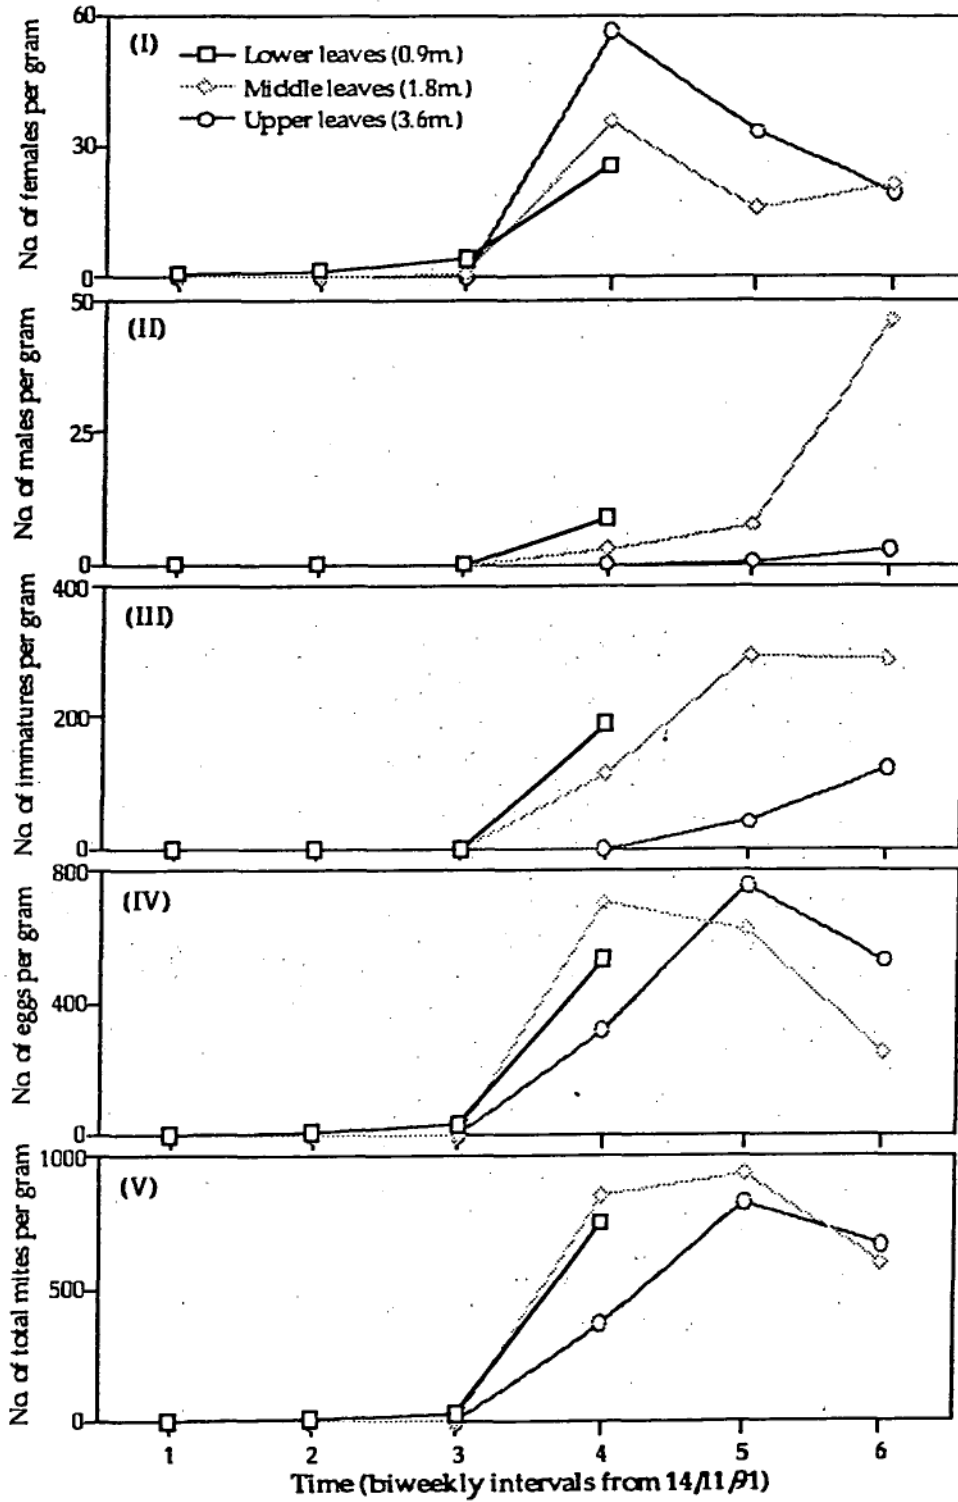 60
(I)
Lower leaves (0.9m.)
Middle leaves (1.8m.)
Upper leaves (3.6m.)
30
0
No. of females per gram
50
(II)
25
0
No. of males per gram
400
(III)
200
0
No. of immatures per gram
800
(IV)
400
0
No. of eggs per gram
1000
(V)
500
0
No. of total mites per gram
1 2 3 4 5 6
Time (biweekly intervals from 14/11/91)